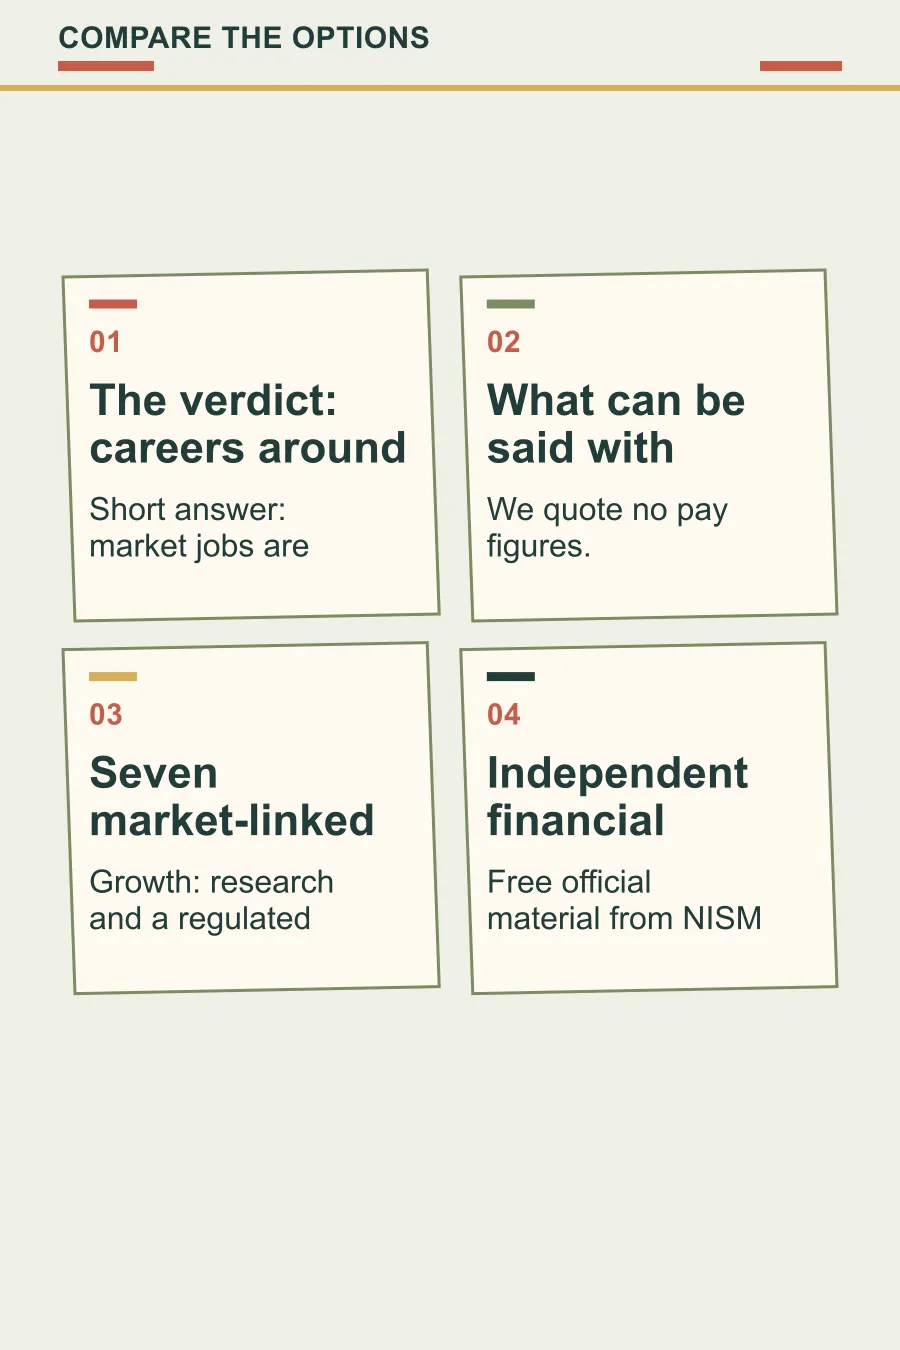 COMPARE THE OPTIONS
01
The verdict:
careers around
Short answer:
market jobs are
02
What can be
said with
We quote no pay
figures.
03
Seven
market-linked
Growth: research
and a regulated
04
Independent
financial
Free official
material from NISM